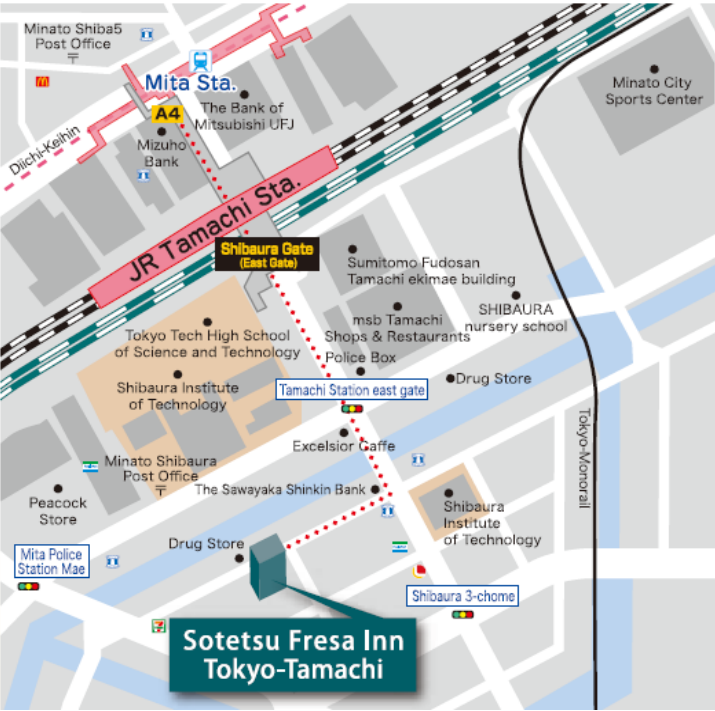 Minato Shiba5
Post Office
Mita Sta.
A4
The Bank of
Mitsubishi UFJ
Minato City
Sports Center
Diichi-Keihin
Mizuho
Bank
JR Tamachi Sta.
Shibaura Gate
(East Gate)
Sumitomo Fudosan
Tamachi ekimae building
SHIBAURA
nursery school
msb Tamachi
Shops & Restaurants
Tokyo Tech High School
of Science and Technology
Police Box
Shibaura Institute
of Technology
Tamachi Station east gate
Drug Store
Tokyo-Monorail
Excelsior Caffe
Minato Shibaura
Post Office
The Sawayaka Shinkin Bank
Peacock
Store
Shibaura
Institute
of Technology
Drug Store
Mita Police
Station Mae
Shibaura 3-chome
Sotetsu Fresa Inn
Tokyo-Tamachi